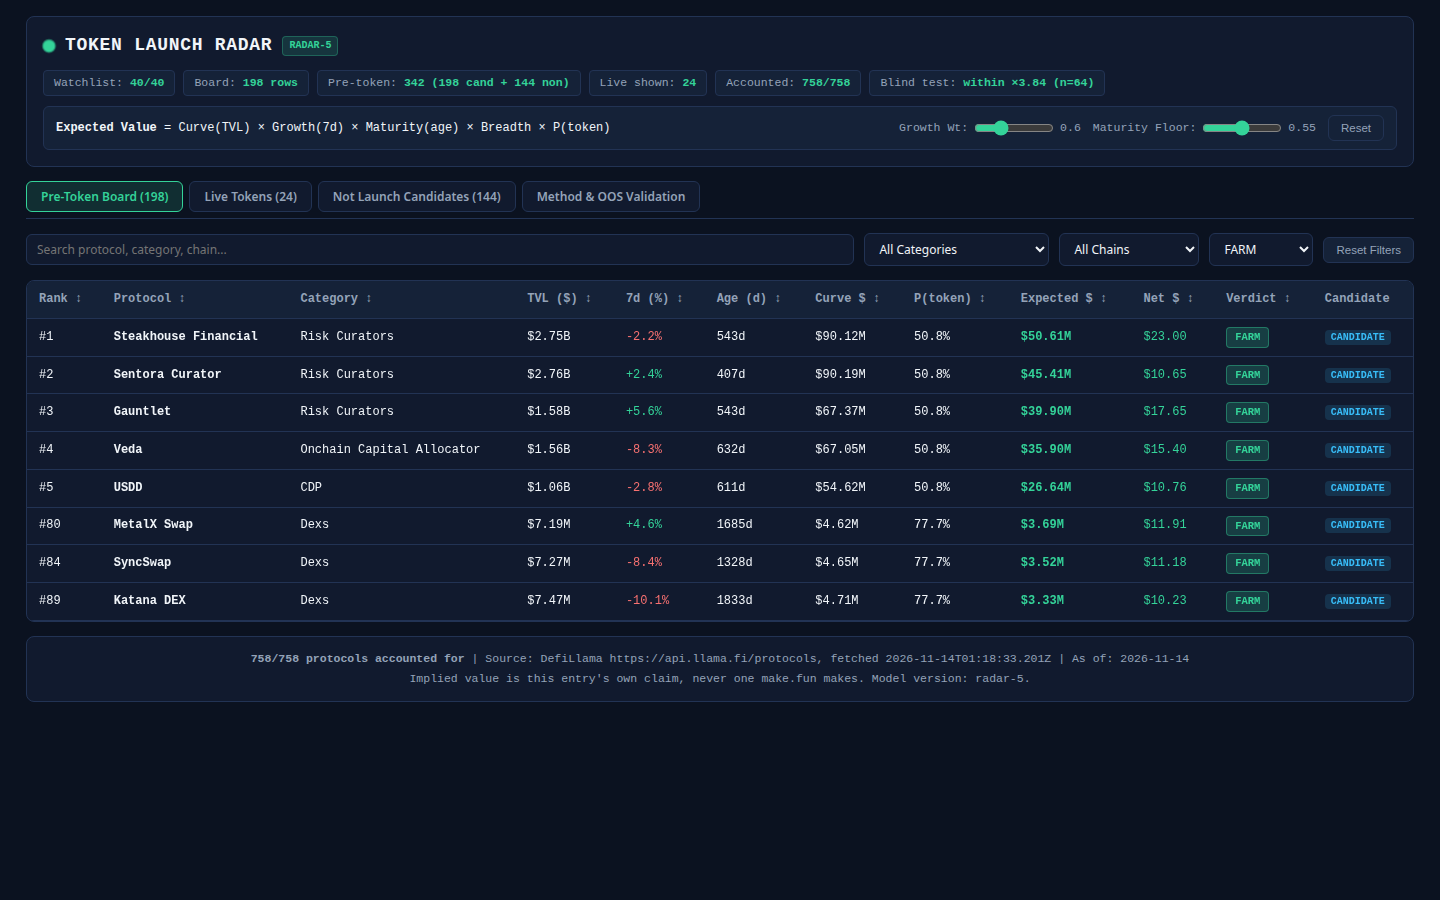 TOKEN LAUNCH RADAR RADAR-5
Watchlist: 40/40 Board: 198 rows Pre-token: 342 (198 cand + 144 non) Live shown: 24 Accounted: 758/758 Blind test: within ×3.84 (n=64)
Expected Value = Curve(TVL) × Growth(7d) × Maturity(age) × Breadth × P(token) Growth Wt: 0.6 Maturity Floor: 0.55 Reset
Pre-Token Board (198) Live Tokens (24) Not Launch Candidates (144) Method & OOS Validation
Search protocol, category, chain... All Categories All Chains FARM Reset Filters
Rank ↕ Protocol ↕ Category ↕ TVL ($) ↕ 7d (%) ↕ Age (d) ↕ Curve $ ↕ P(token) ↕ Expected $ ↕ Net $ ↕ Verdict ↕ Candidate
#1 Steakhouse Financial Risk Curators $2.75B -2.2% 543d $90.12M 50.8% $50.61M $23.00 FARM CANDIDATE
#2 Sentora Curator Risk Curators $2.76B +2.4% 407d $90.19M 50.8% $45.41M $10.65 FARM CANDIDATE
#3 Gauntlet Risk Curators $1.58B +5.6% 543d $67.37M 50.8% $39.90M $17.65 FARM CANDIDATE
#4 Veda Onchain Capital Allocator $1.56B -8.3% 632d $67.05M 50.8% $35.90M $15.40 FARM CANDIDATE
#5 USDD CDP $1.06B -2.8% 611d $54.62M 50.8% $26.64M $10.76 FARM CANDIDATE
#80 MetalX Swap Dexs $7.19M +4.6% 1685d $4.62M 77.7% $3.69M $11.91 FARM CANDIDATE
#84 SyncSwap Dexs $7.27M -8.4% 1328d $4.65M 77.7% $3.52M $11.18 FARM CANDIDATE
#89 Katana DEX Dexs $7.47M -10.1% 1833d $4.71M 77.7% $3.33M $10.23 FARM CANDIDATE
758/758 protocols accounted for | Source: DefiLlama https://api.llama.fi/protocols, fetched 2026-11-14T01:18:33.201Z | As of: 2026-11-14
Implied value is this entry's own claim, never one make.fun makes. Model version: radar-5.